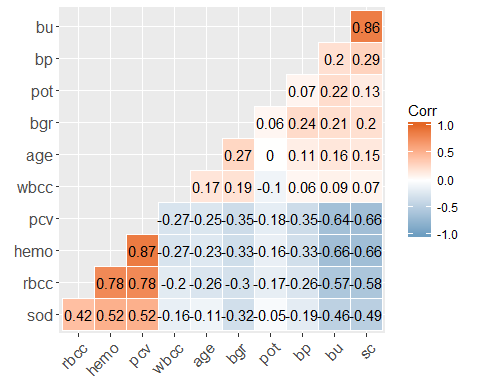 bu 0.86
bp 0.2 0.29
pot 0.07 0.22 0.13
bgr 0.06 0.24 0.21 0.2
age 0.27 0 0.11 0.16 0.15
wbcc 0.17 0.19 -0.1 0.06 0.09 0.07
pcv -0.27 -0.25 -0.35 -0.18 -0.35 -0.64 -0.66
hemo 0.87 -0.27 -0.23 -0.33 -0.16 -0.33 -0.66 -0.66
rbcc 0.78 0.78 -0.2 -0.26 -0.3 -0.17 -0.26 -0.57 -0.58
sod 0.42 0.52 0.52 -0.16 -0.11 -0.32 -0.05 -0.19 -0.46 -0.49
rbcc hemo pcv wbcc age bgr pot bp bu sc
Corr
1.0
0.5
0.0
-0.5
-1.0